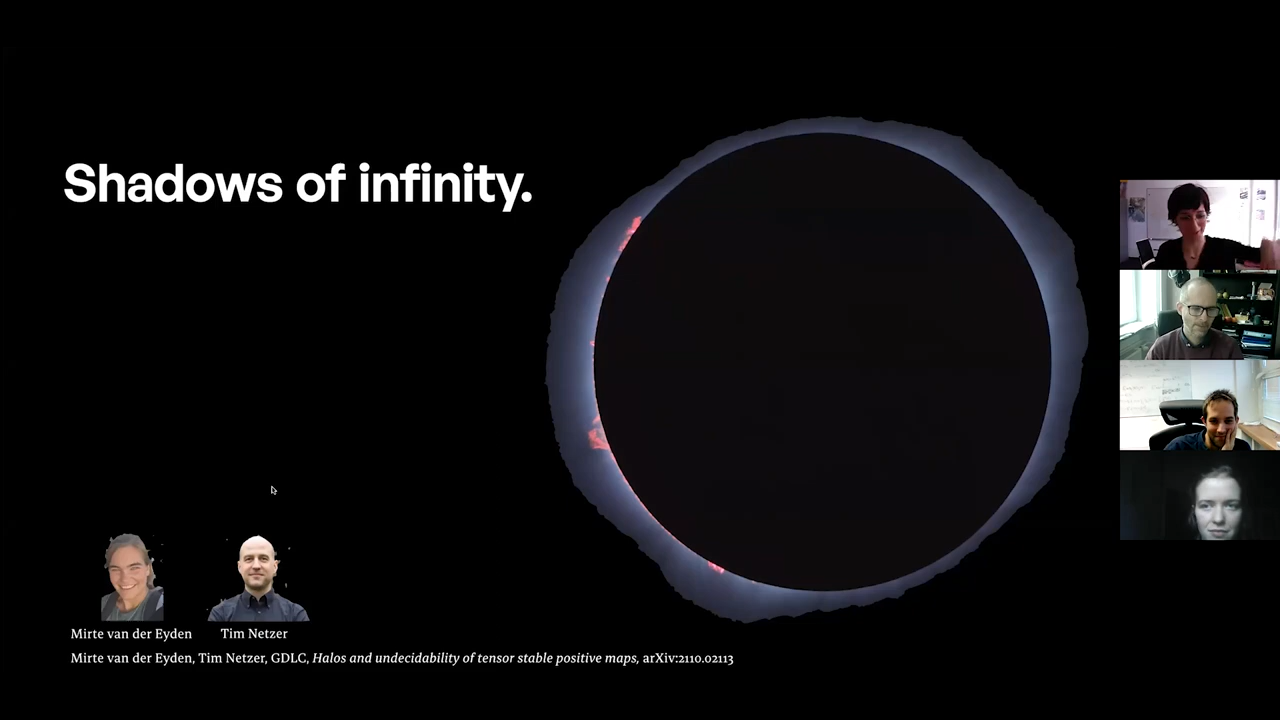 Shadows of infinity.
Mirte van der Eyden
Tim Netzer
Mirte van der Eyden, Tim Netzer, GDLC, Halos and undecidability of tensor stable positive maps, arXiv:2110.02113